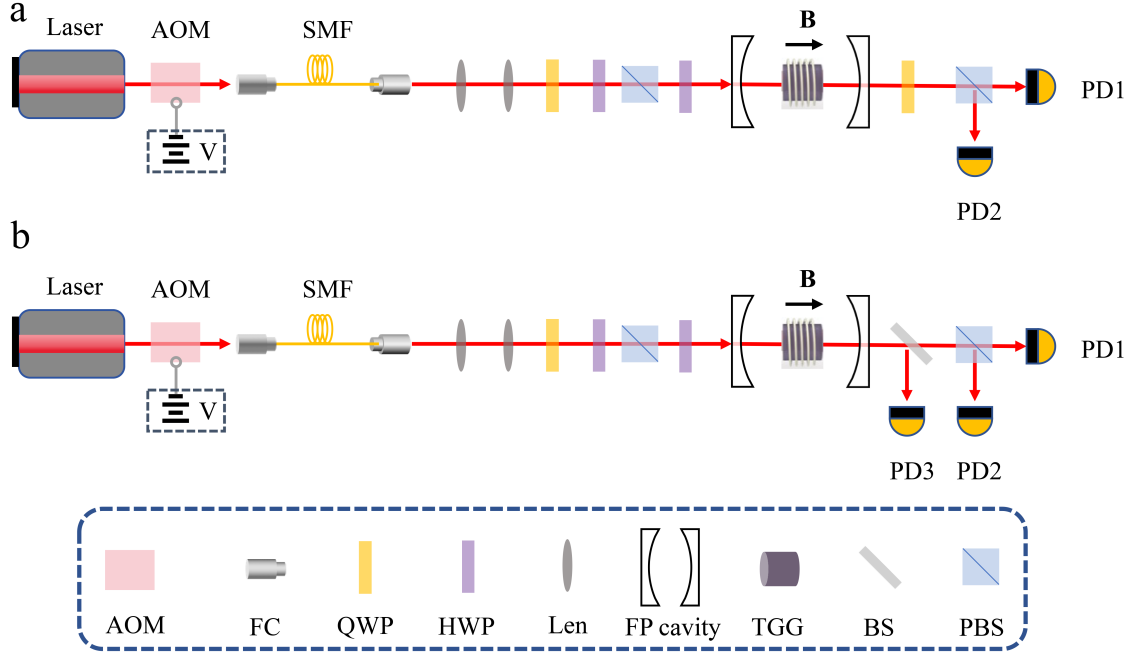 a
Laser
AOM
SMF
B
V
PD1
PD2
b
Laser
AOM
SMF
B
V
PD1
PD3
PD2
AOM
FC
QWP
HWP
Len
FP cavity
TGG
BS
PBS